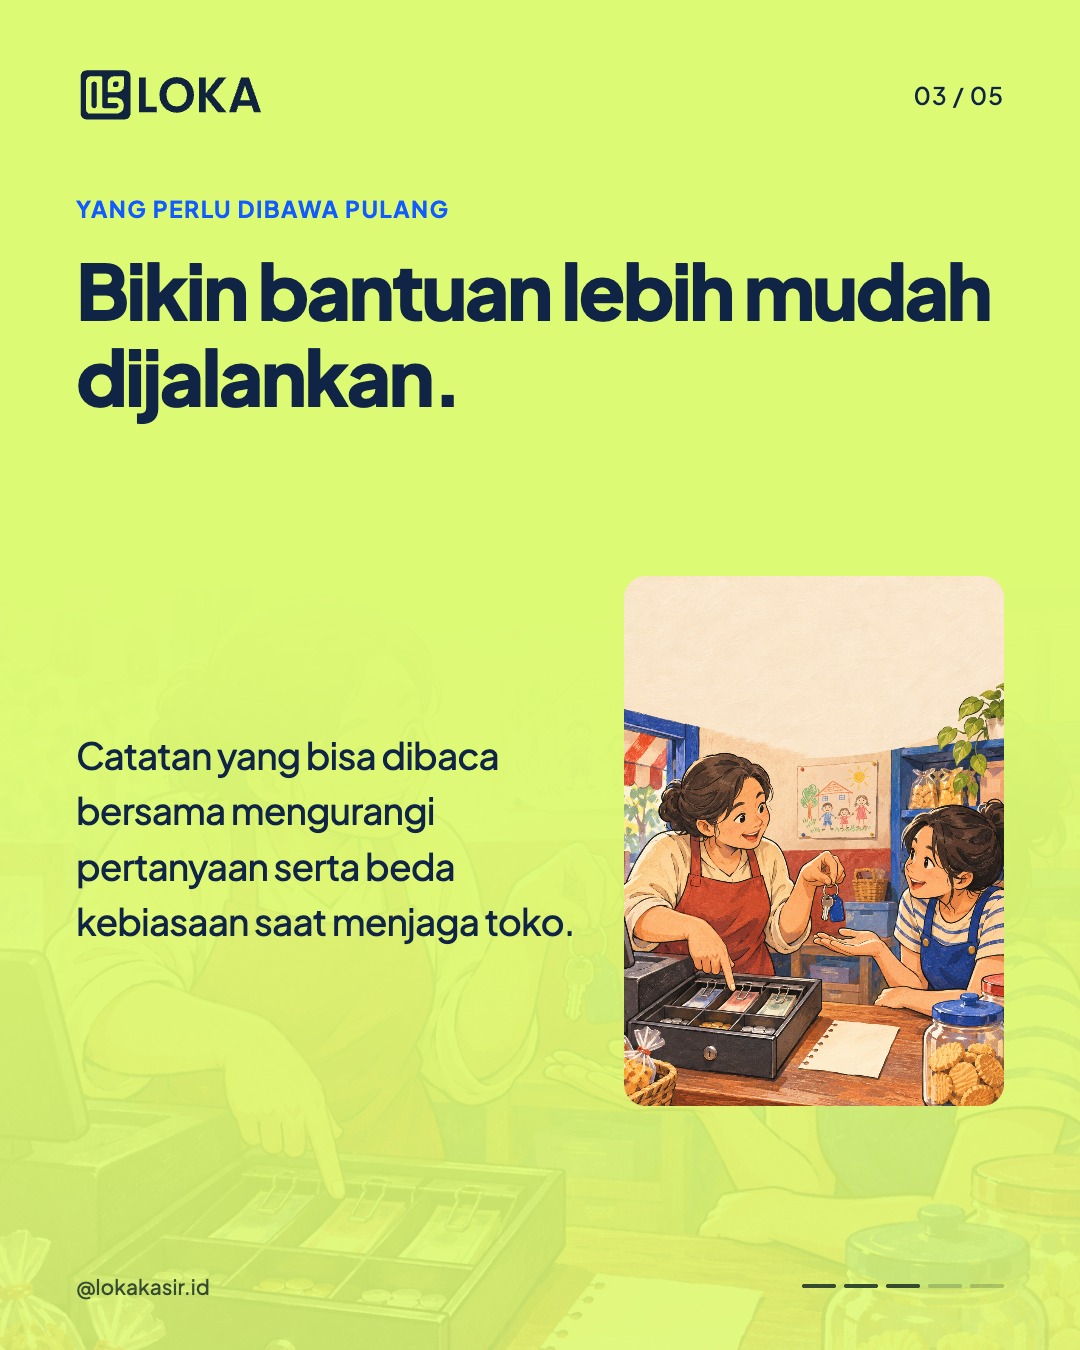 LOKA
03 / 05
YANG PERLU DIBAWA PULANG
Bikin bantuan lebih mudah
dijalankan.
Catatan yang bisa dibaca
bersama mengurangi
pertanyaan serta beda
kebiasaan saat menjaga toko.
@lokakasir.id